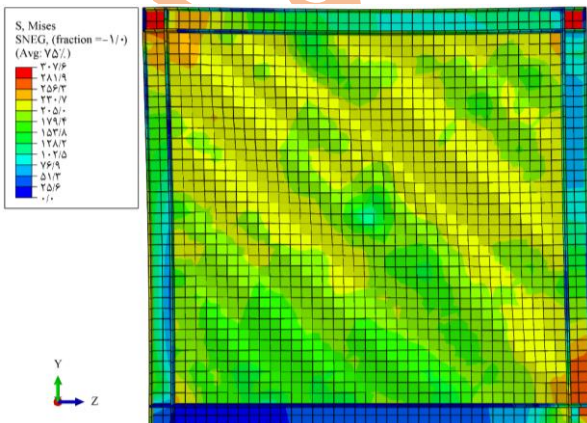 S, Mises
SNEG, (fraction =-۱/۰)
(Avg: ۷۵٪)
۳۰۷/۶
۲۸۱/۹
۲۵۶/۳
۲۳۰/۷
۲۰۵/۰
۱۷۹/۴
۱۵۳/۸
۱۲۸/۲
۱۰۲/۵
۷۶/۹
۵۱/۳
۲۵/۶
۰/۰
Y
Z